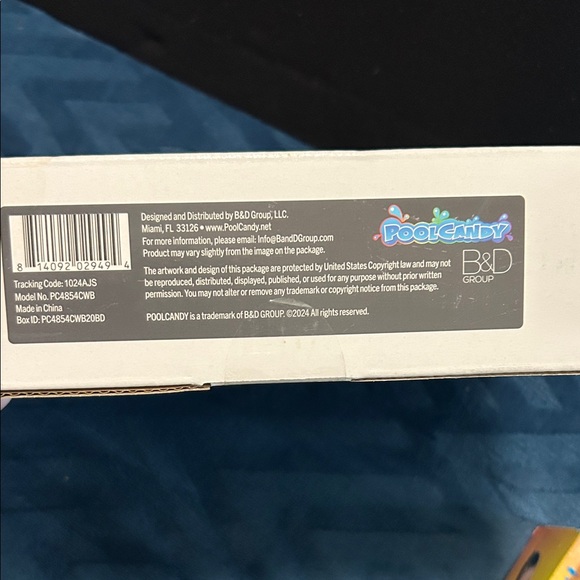 8 14092 02949 4
Tracking Code: 1024AJS
Model No. PC4854CWB
Made in China
Box ID: PC4854CWB20BD
Designed and Distributed by B&D Group, LLC.
Miami, FL 33126 • www.PoolCandy.net
For more information, please email: Info@BandDGroup.com
Product may vary slightly from the image on the package.
The artwork and design of this package are protected by United States Copyright law and may not
be reproduced, distributed, displayed, published, or used for any purpose without prior written
permission. You may not alter or remove any trademark or copyright notice from this package.
POOLCANDY is a trademark of B&D GROUP. ©2024 All rights reserved.
POOLCANDY
B&D
GROUP